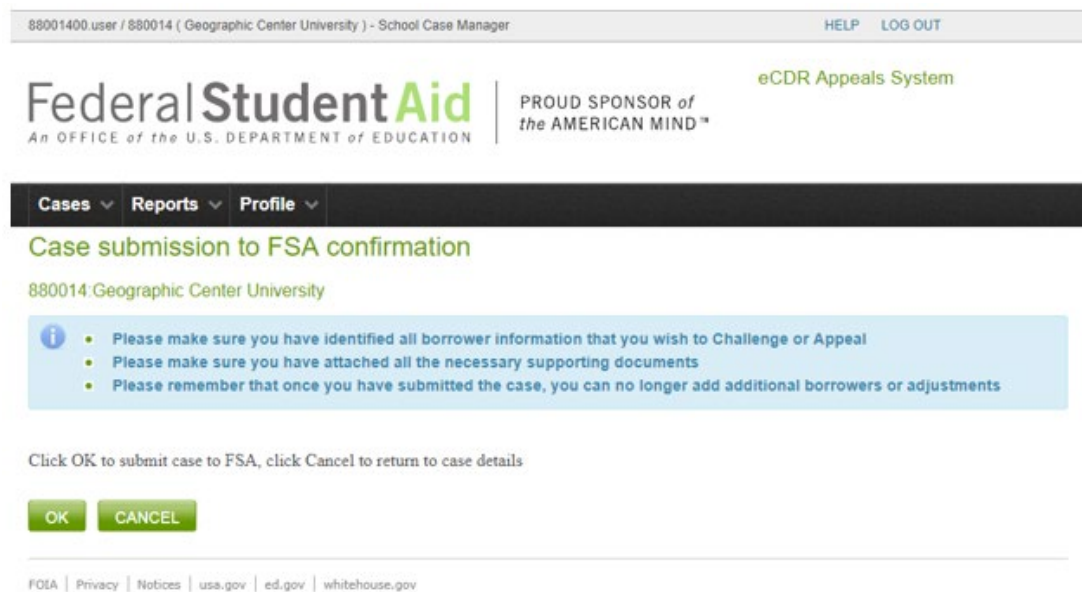 88001400.user / 880014 ( Geographic Center University ) - School Case Manager HELP LOG OUT
eCDR Appeals System
Federal Student Aid
An OFFICE of the U.S. DEPARTMENT of EDUCATION
PROUD SPONSOR of
the AMERICAN MIND™
Cases Reports Profile
Case submission to FSA confirmation
880014:Geographic Center University
• Please make sure you have identified all borrower information that you wish to Challenge or Appeal
• Please make sure you have attached all the necessary supporting documents
• Please remember that once you have submitted the case, you can no longer add additional borrowers or adjustments
Click OK to submit case to FSA, click Cancel to return to case details
OK CANCEL
FOIA | Privacy | Notices | usa.gov | ed.gov | whitehouse.gov